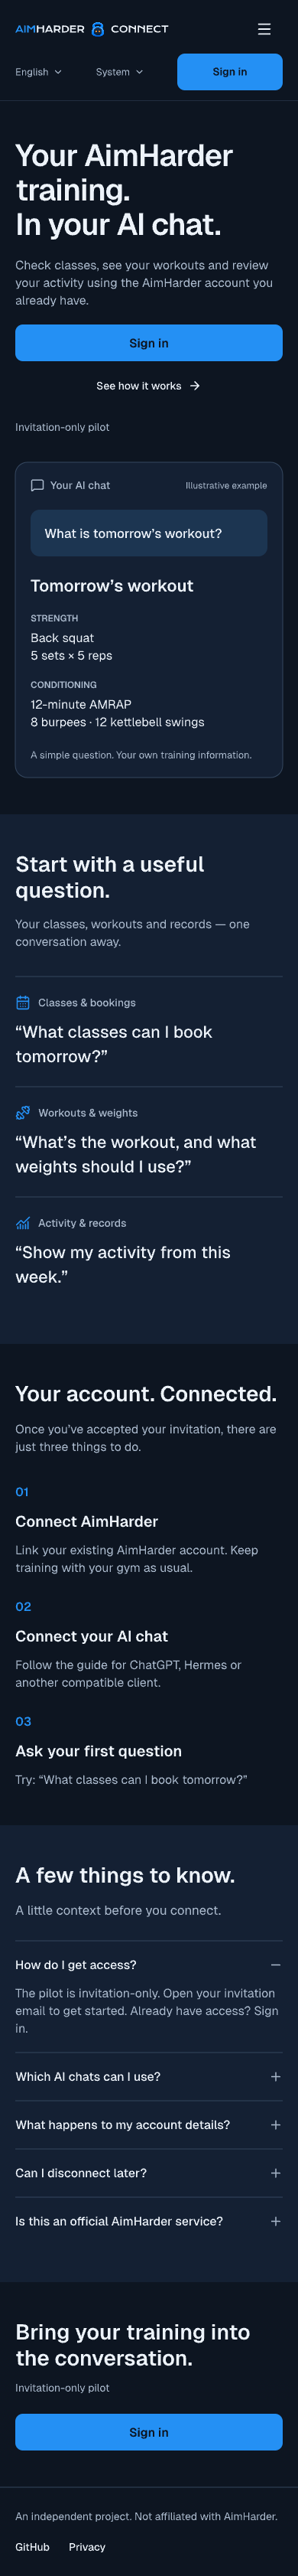 AIMHARDER CONNECT
English
System
Sign in
Your AimHarder
training.
In your AI chat.
Check classes, see your workouts and review
your activity using the AimHarder account you
already have.
Sign in
See how it works →
Invitation-only pilot
Your AI chat
Illustrative example
What is tomorrow’s workout?
Tomorrow’s workout
STRENGTH
Back squat
5 sets × 5 reps
CONDITIONING
12-minute AMRAP
8 burpees · 12 kettlebell swings
A simple question. Your own training information.
Start with a useful
question.
Your classes, workouts and records — one
conversation away.
Classes & bookings
“What classes can I book
tomorrow?”
Workouts & weights
“What’s the workout, and what
weights should I use?”
Activity & records
“Show my activity from this
week.”
Your account. Connected.
Once you’ve accepted your invitation, there are
just three things to do.
01
Connect AimHarder
Link your existing AimHarder account. Keep
training with your gym as usual.
02
Connect your AI chat
Follow the guide for ChatGPT, Hermes or
another compatible client.
03
Ask your first question
Try: “What classes can I book tomorrow?”
A few things to know.
A little context before you connect.
How do I get access?
The pilot is invitation-only. Open your invitation
email to get started. Already have access? Sign
in.
Which AI chats can I use?
What happens to my account details?
Can I disconnect later?
Is this an official AimHarder service?
Bring your training into
the conversation.
Invitation-only pilot
Sign in
An independent project. Not affiliated with AimHarder.
GitHub
Privacy